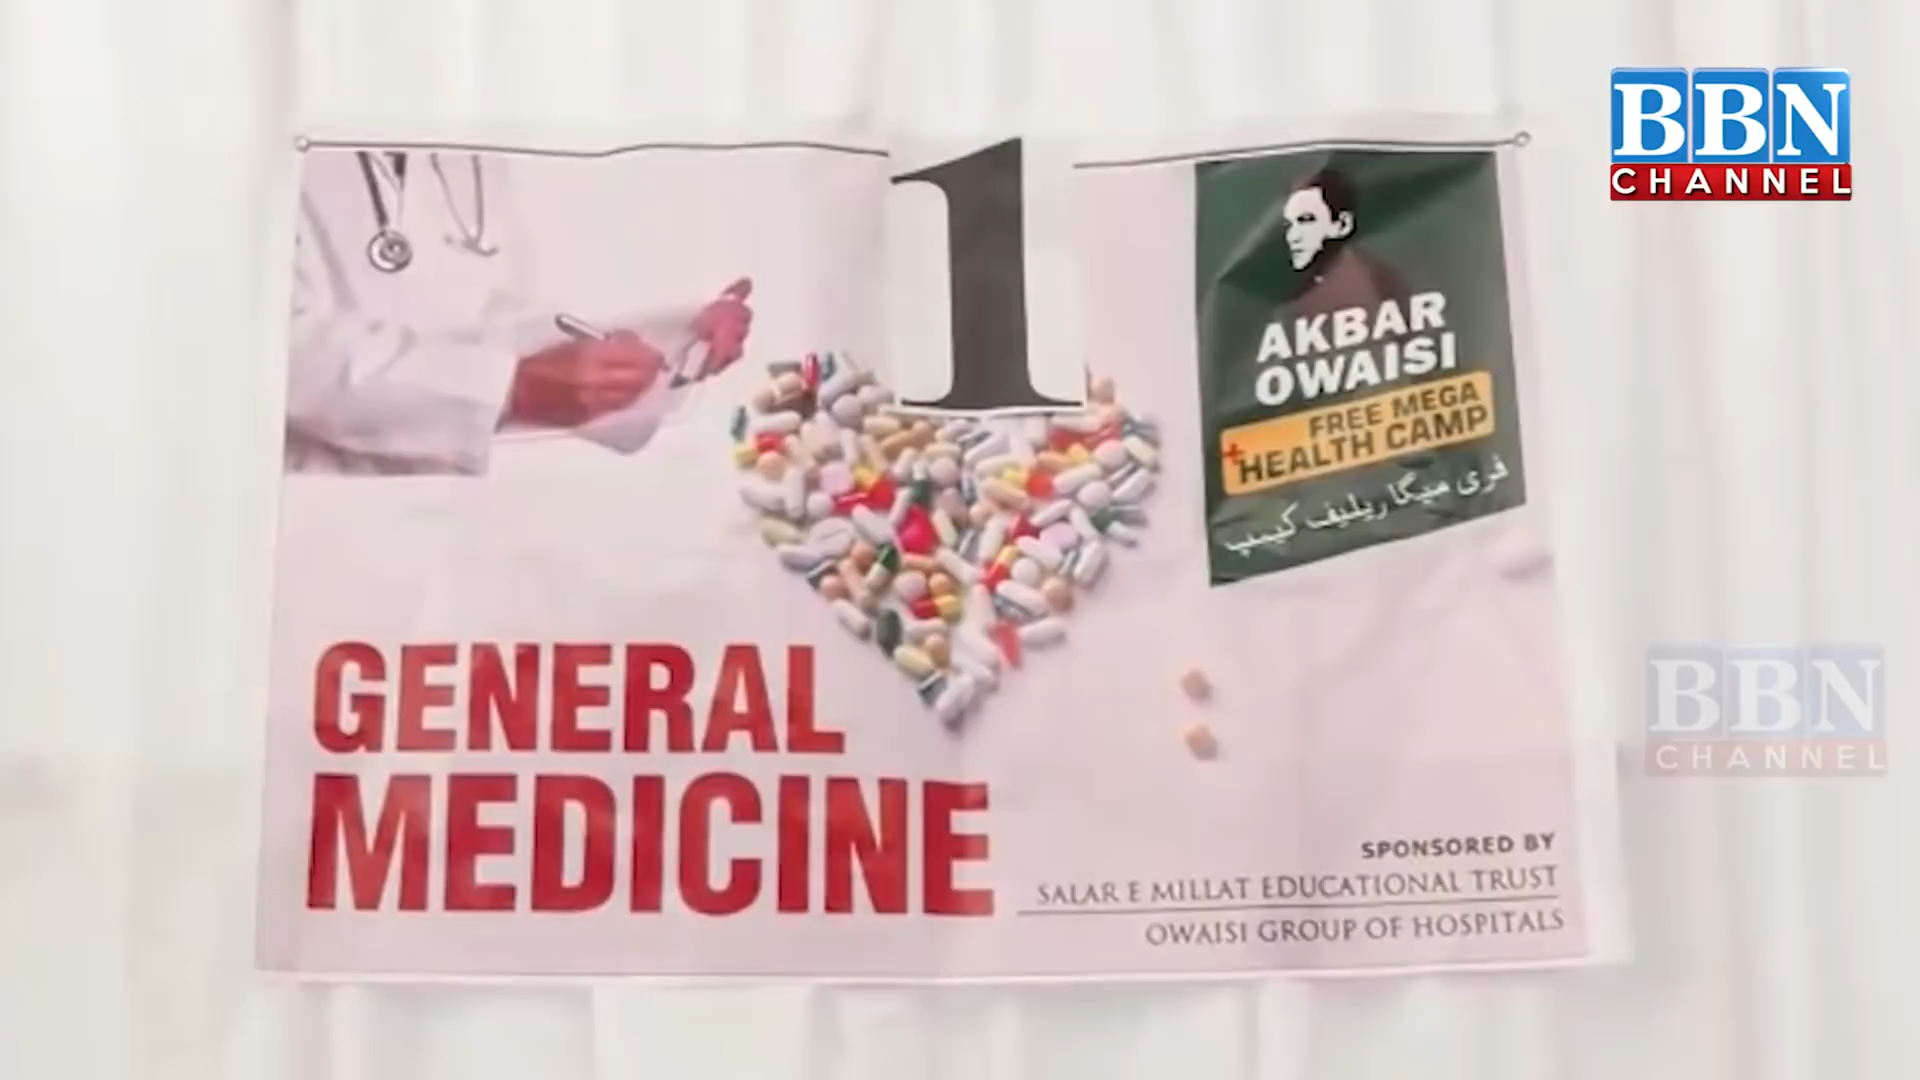 BBN
CHANNEL
1
AKBAR
OWAISI
FREE MEGA
HEALTH CAMP
فری میگا ریلیف کیمپ
GENERAL
MEDICINE
SPONSORED BY
SALAR E MILLAT EDUCATIONAL TRUST
OWAISI GROUP OF HOSPITALS
BBN
CHANNEL